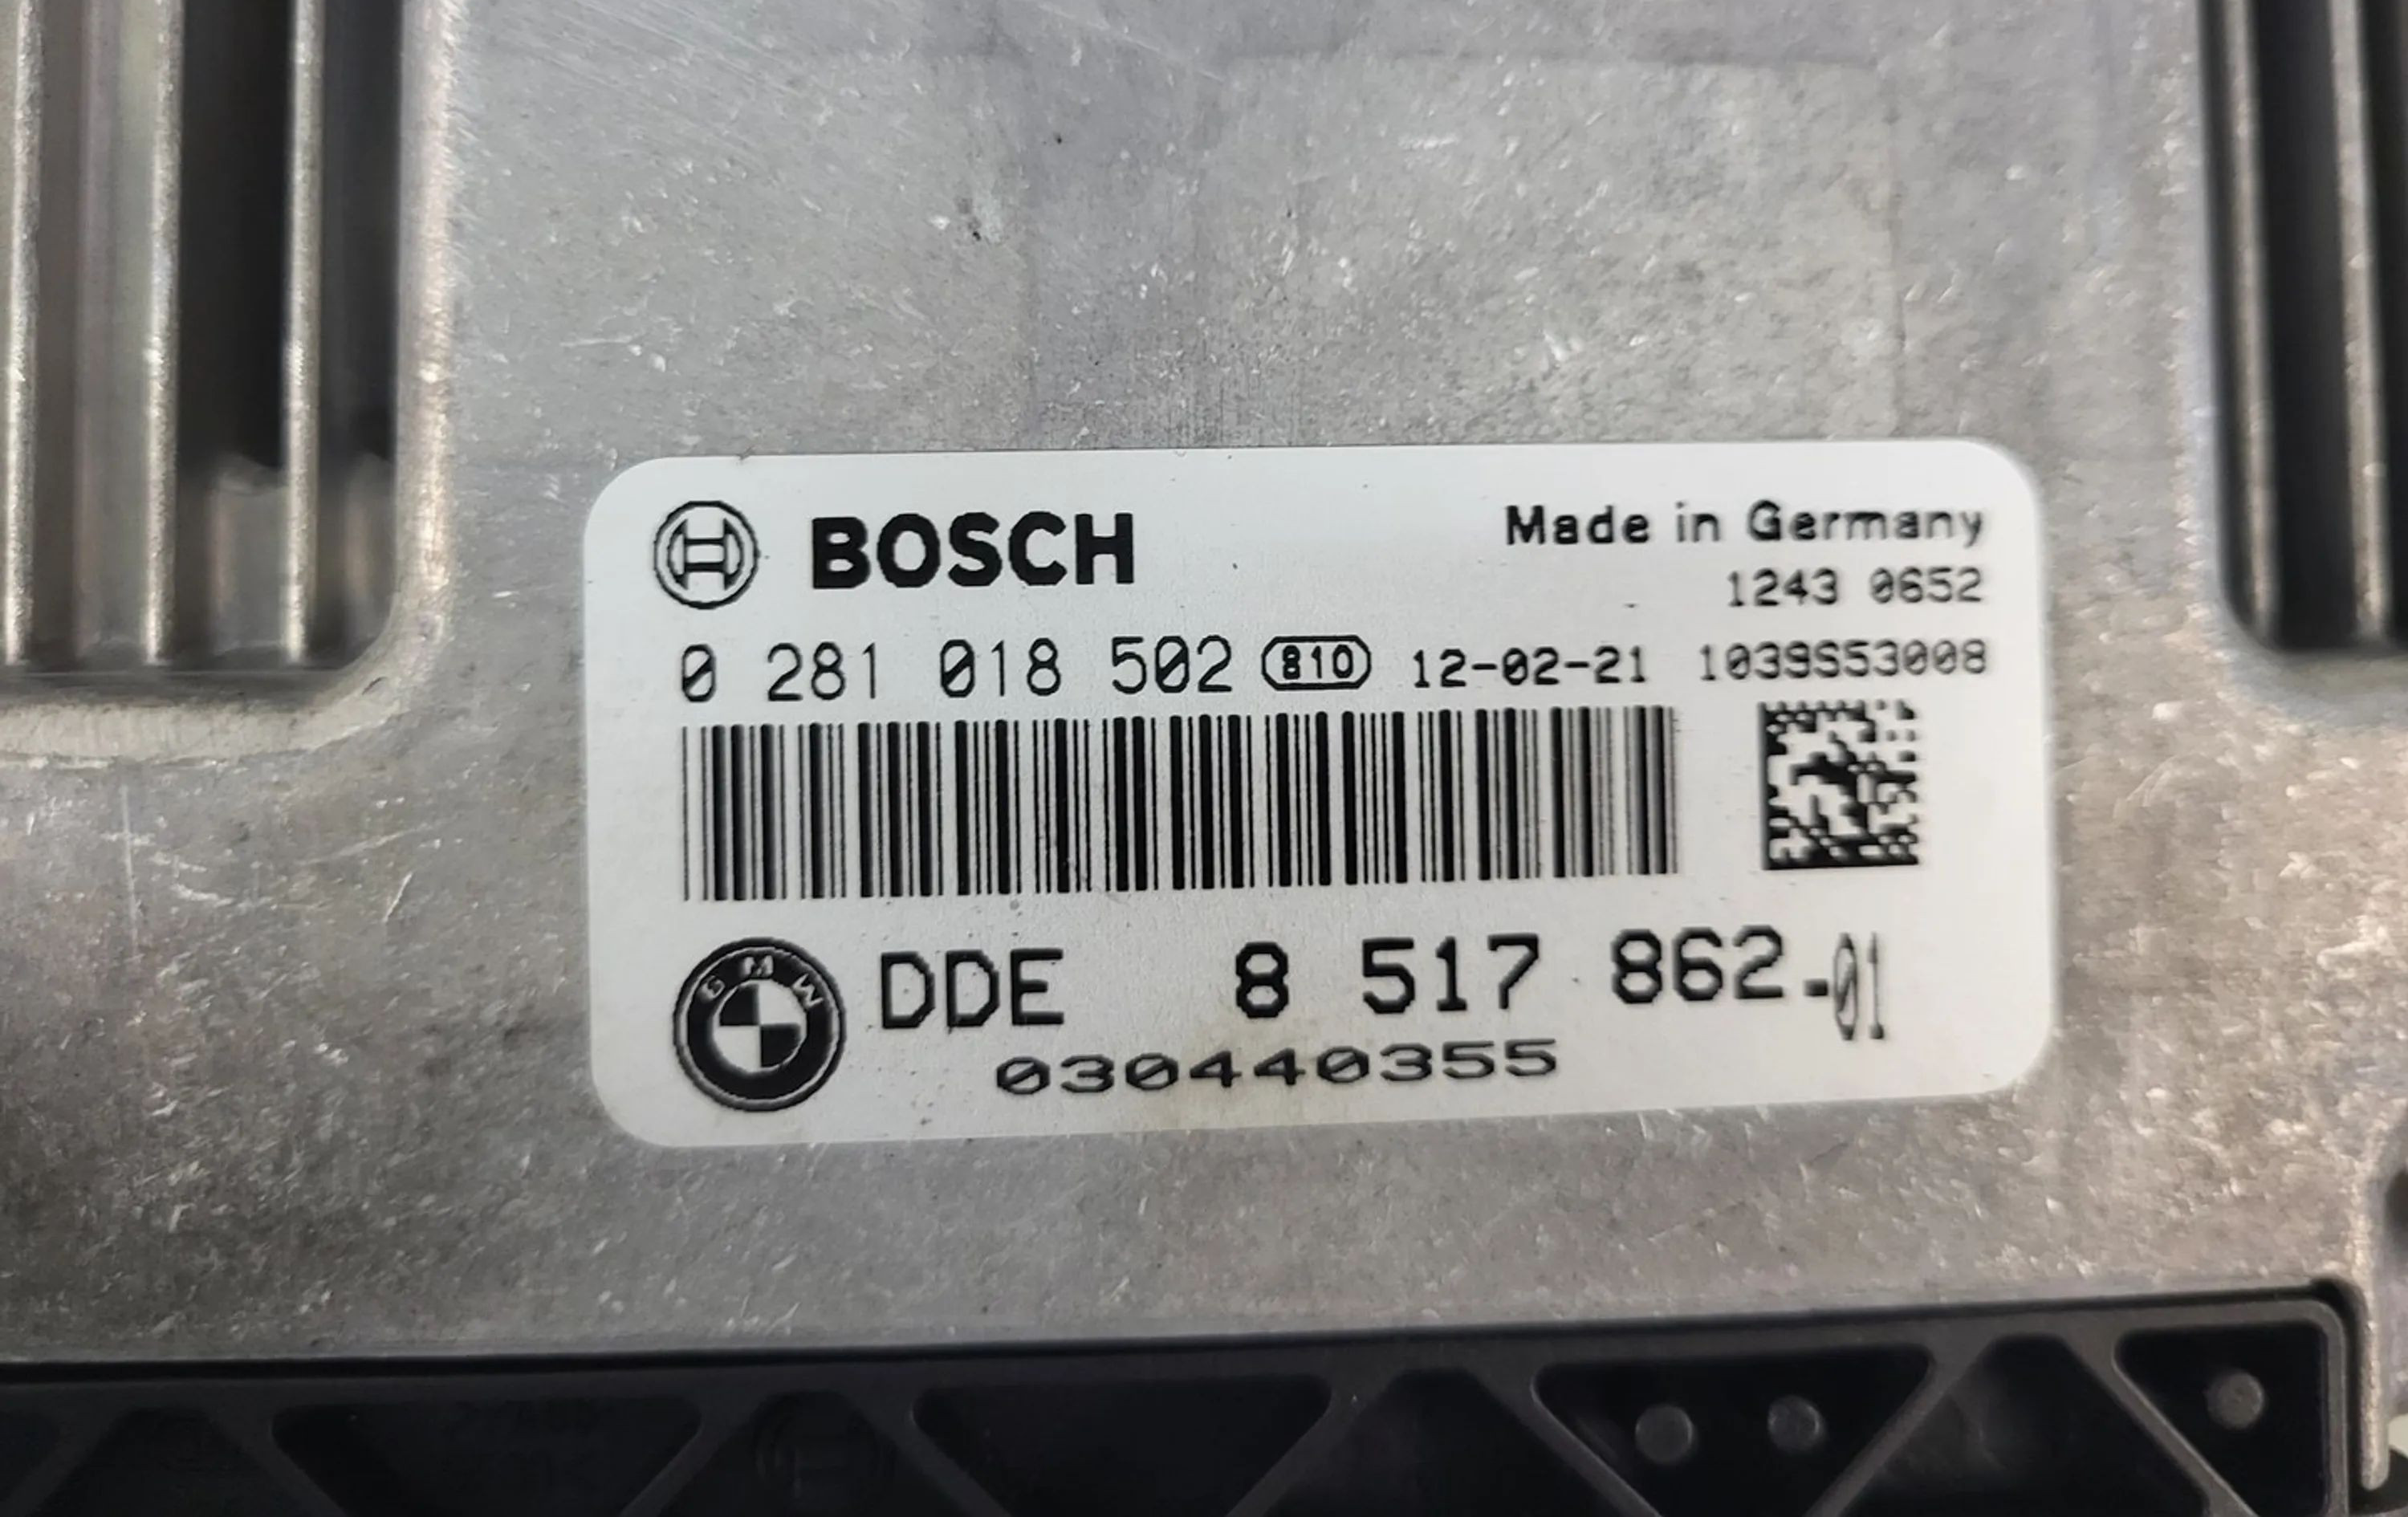 BOSCH
Made in Germany
1243 0652
0 281 018 502 810 12-02-21 1039S53008
BMW DDE 8 517 862-01
030440355